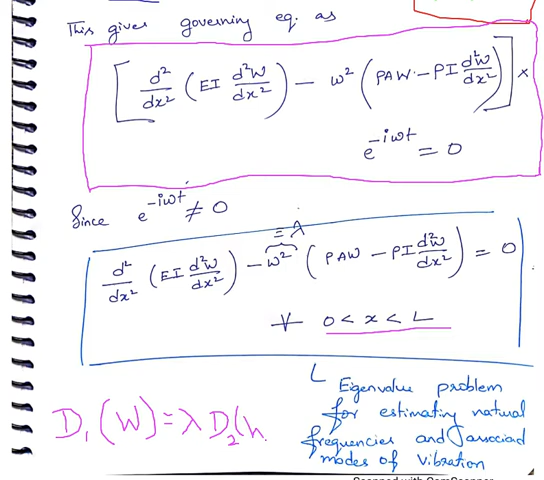 This gives governing eq. as
[ d²/dx² (EI d²W/dx²) − ω² (ρAW − ρI d²W/dx²) ] ×
e^{-iωt} = 0
Since e^{-iωt} ≠ 0
≡ λ
d²/dx² (EI d²W/dx²) − ω² (ρAW − ρI d²W/dx²) = 0
∀ 0 < x < L
Eigenvalue problem
for estimating natural
D₁(W) = λ D₂(
frequencies and associad
modes of vibration